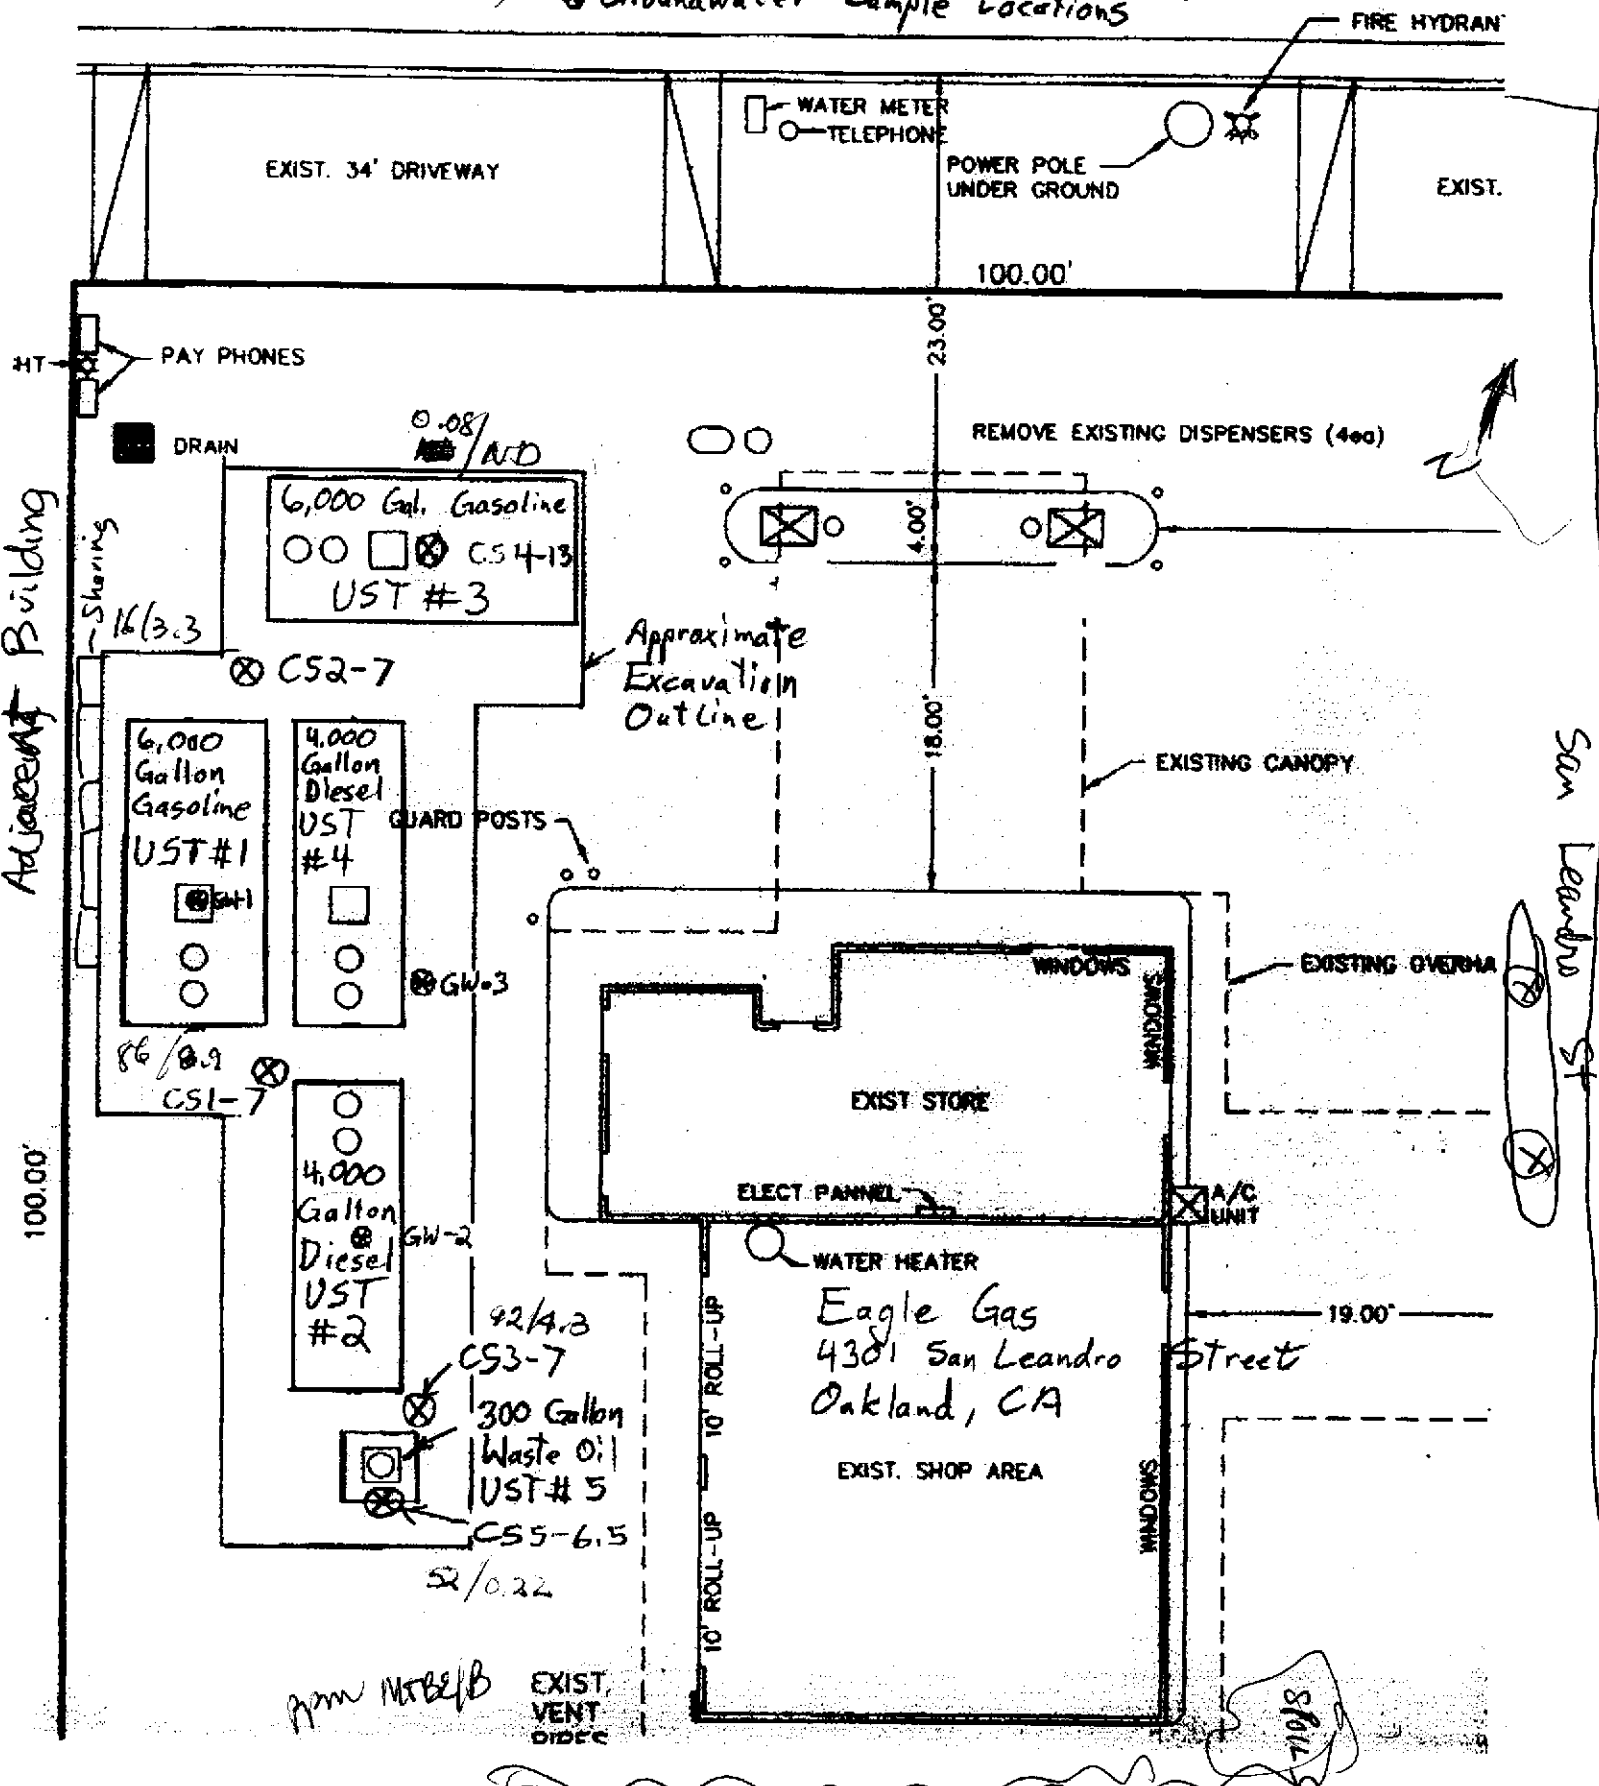 Groundwater Sample Locations
FIRE HYDRAN
WATER METER
TELEPHONE
EXIST. 34' DRIVEWAY
POWER POLE
UNDER GROUND
EXIST.
100.00'
23.00'
HT
PAY PHONES
DRAIN
0.08/
ND
REMOVE EXISTING DISPENSERS (4ea)
6,000 Gal. Gasoline
CS4-13
UST #3
4.00'
Adjacent Building
Shoring
16/3.3
CS2-7
Approximate
Excavation
Outline
18.00'
EXISTING CANOPY
San Leandro St
6,000
Gallon
Gasoline
UST #1
GW-1
4,000
Gallon
Diesel
UST
#4
GUARD POSTS
GW-3
WINDOWS
WINDOWS
EXISTING OVERHA
86/8.9
CS1-7
EXIST STORE
100.00'
4,000
Gallon
Diesel
UST
#2
GW-2
ELECT PANNEL
A/C
UNIT
WATER HEATER
Eagle Gas
4301 San Leandro Street
Oakland, CA
19.00'
92/4.3
CS3-7
300 Gallon
Waste Oil
UST # 5
CS5-6.5
52/0.22
10' ROLL-UP
10' ROLL-UP
EXIST. SHOP AREA
WINDOWS
ppm MTBE/B
EXIST.
VENT
PIPES